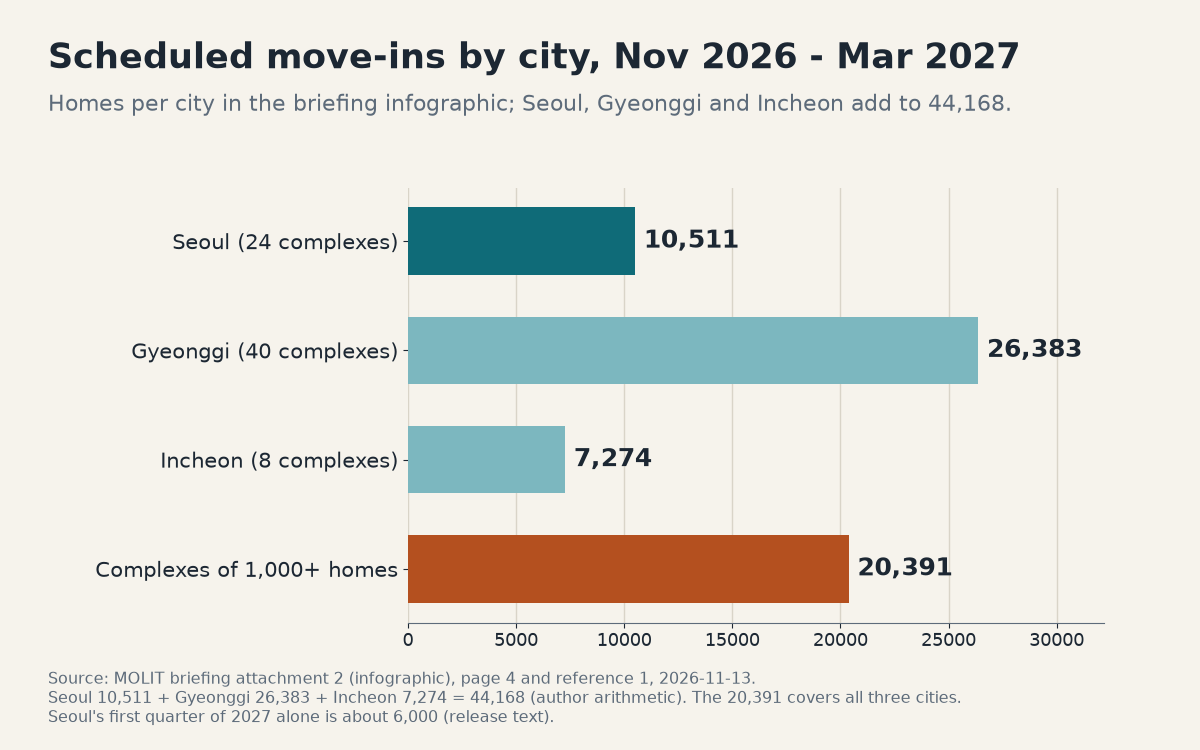 Scheduled move-ins by city, Nov 2026 - Mar 2027
Homes per city in the briefing infographic; Seoul, Gyeonggi and Incheon add to 44,168.
Seoul (24 complexes)
10,511
Gyeonggi (40 complexes)
26,383
Incheon (8 complexes)
7,274
Complexes of 1,000+ homes
20,391
0 5000 10000 15000 20000 25000 30000
Source: MOLIT briefing attachment 2 (infographic), page 4 and reference 1, 2026-11-13.
Seoul 10,511 + Gyeonggi 26,383 + Incheon 7,274 = 44,168 (author arithmetic). The 20,391 covers all three cities.
Seoul's first quarter of 2027 alone is about 6,000 (release text).